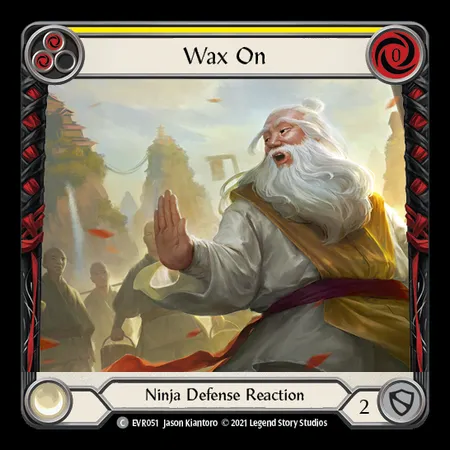 Wax On
0
Ninja Defense Reaction
2
C EVR051 Jason Kiantoro © 2021 Legend Story Studios